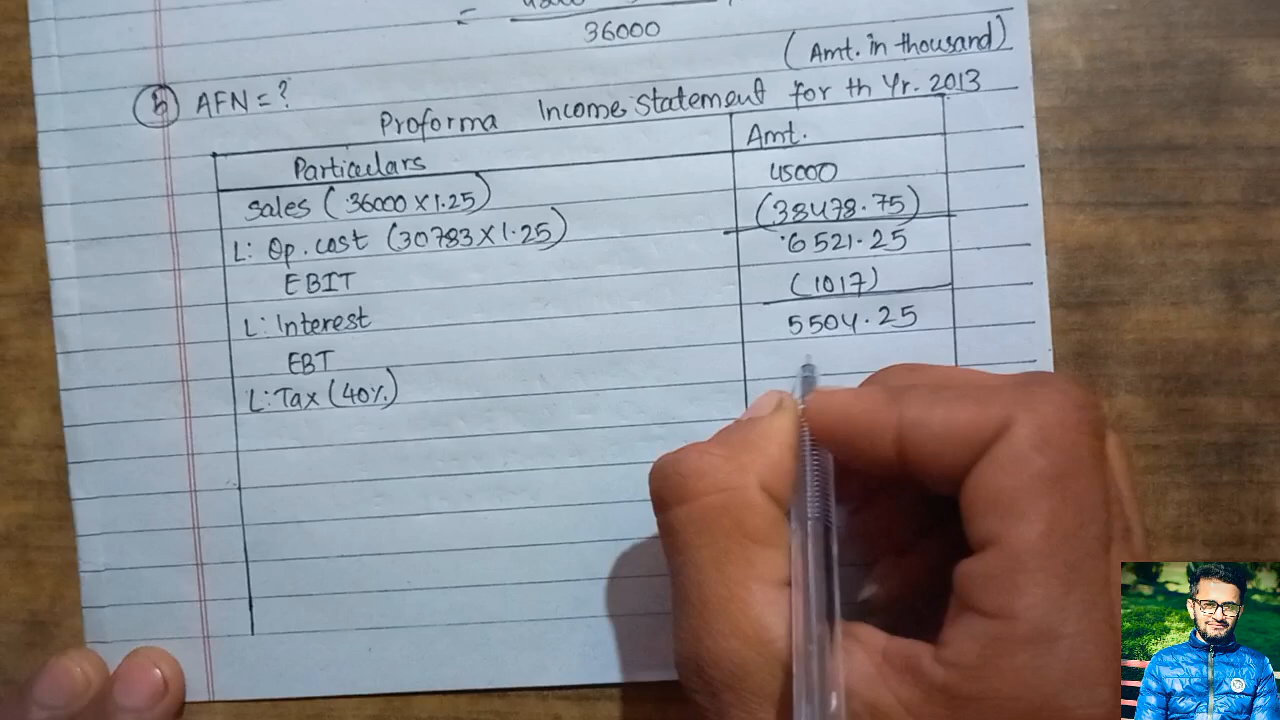 = 36000
(Amt. in thousand)
(b) AFN = ?
Proforma Income Statement for th Yr. 2013
Particulars Amt.
Sales (36000 X 1.25) 45000
L: Op. cost (30783 X 1.25) (38478.75)
EBIT 6521.25
L: Interest (1017)
EBT 5504.25
L: Tax (40%)